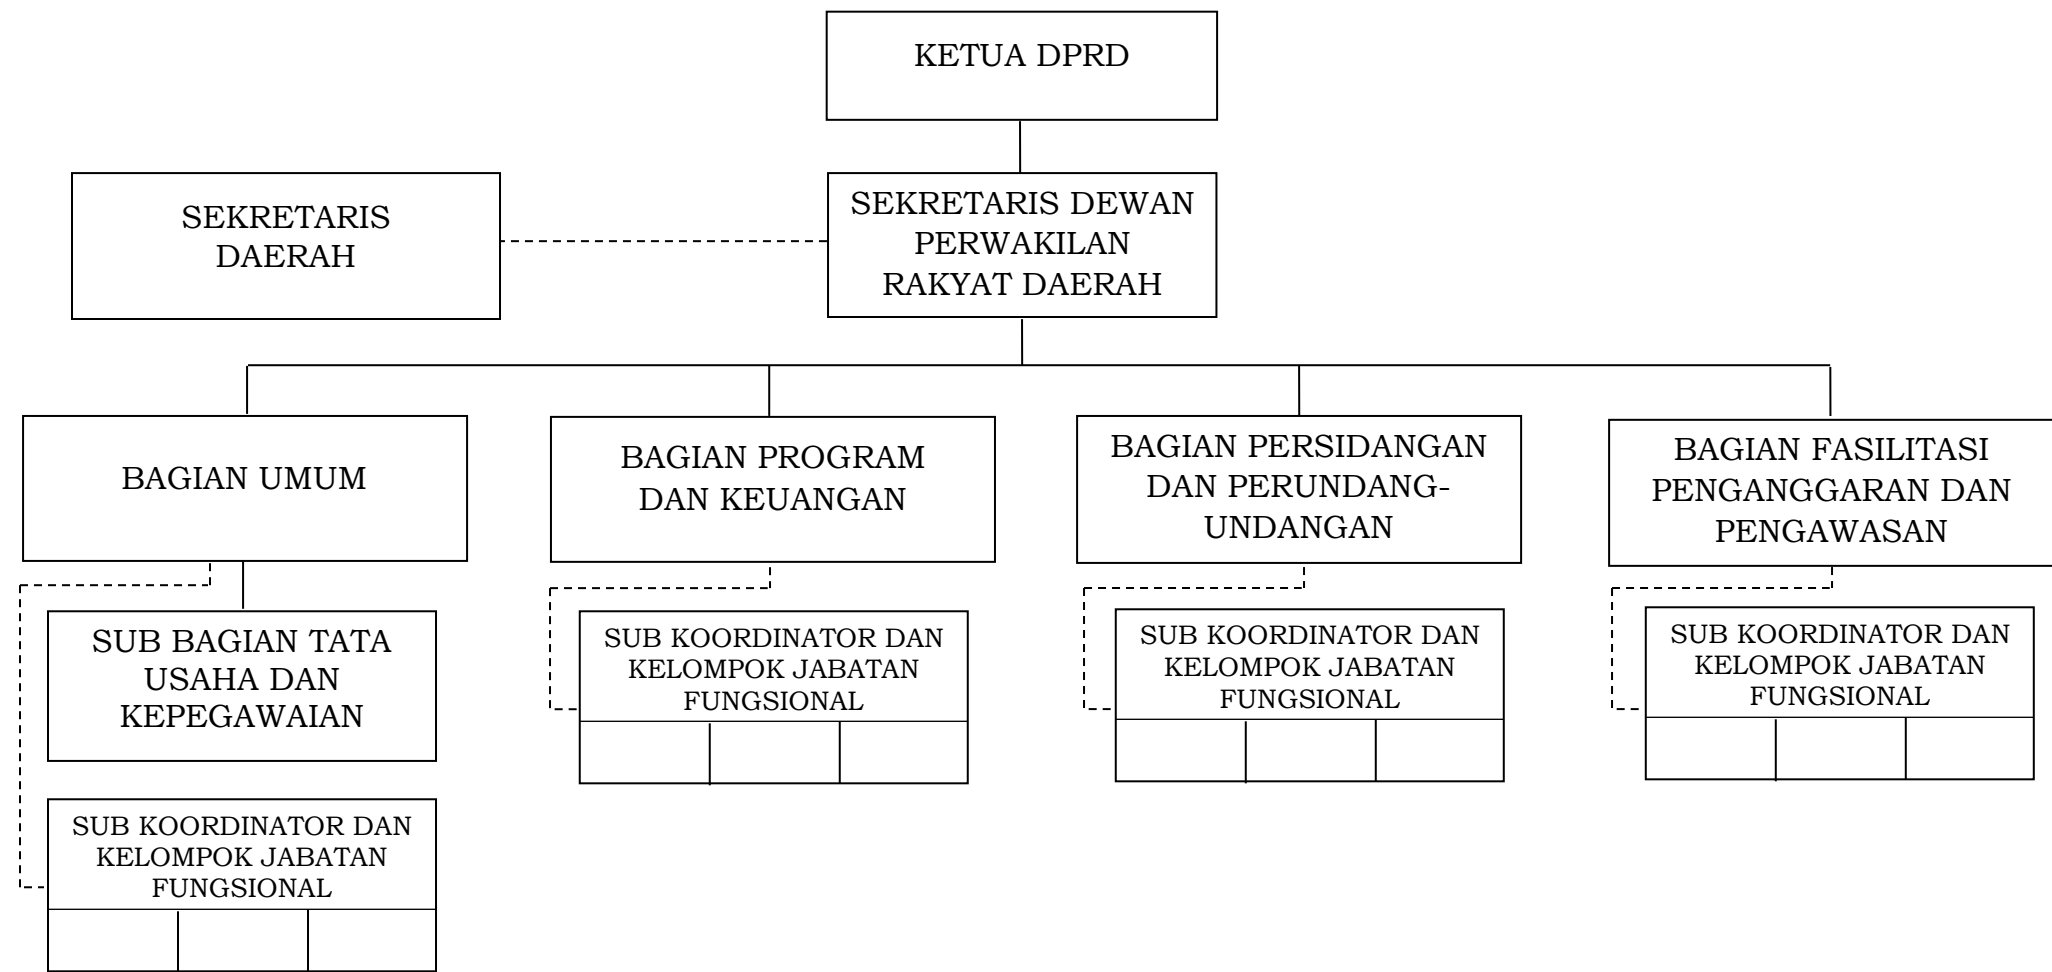 KETUA DPRD
SEKRETARIS
DAERAH
SEKRETARIS DEWAN
PERWAKILAN
RAKYAT DAERAH
BAGIAN UMUM
BAGIAN PROGRAM
DAN KEUANGAN
BAGIAN PERSIDANGAN
DAN PERUNDANG-
UNDANGAN
BAGIAN FASILITASI
PENGANGGARAN DAN
PENGAWASAN
SUB BAGIAN TATA
USAHA DAN
KEPEGAWAIAN
SUB KOORDINATOR DAN
KELOMPOK JABATAN
FUNGSIONAL
SUB KOORDINATOR DAN
KELOMPOK JABATAN
FUNGSIONAL
SUB KOORDINATOR DAN
KELOMPOK JABATAN
FUNGSIONAL
SUB KOORDINATOR DAN
KELOMPOK JABATAN
FUNGSIONAL